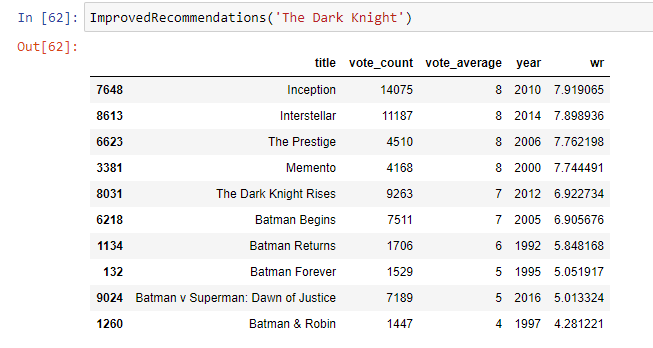 In [62]: ImprovedRecommendations('The Dark Knight')
Out[62]:
title vote_count vote_average year wr
7648 Inception 14075 8 2010 7.919065
8613 Interstellar 11187 8 2014 7.898936
6623 The Prestige 4510 8 2006 7.762198
3381 Memento 4168 8 2000 7.744491
8031 The Dark Knight Rises 9263 7 2012 6.922734
6218 Batman Begins 7511 7 2005 6.905676
1134 Batman Returns 1706 6 1992 5.848168
132 Batman Forever 1529 5 1995 5.051917
9024 Batman v Superman: Dawn of Justice 7189 5 2016 5.013324
1260 Batman & Robin 1447 4 1997 4.281221